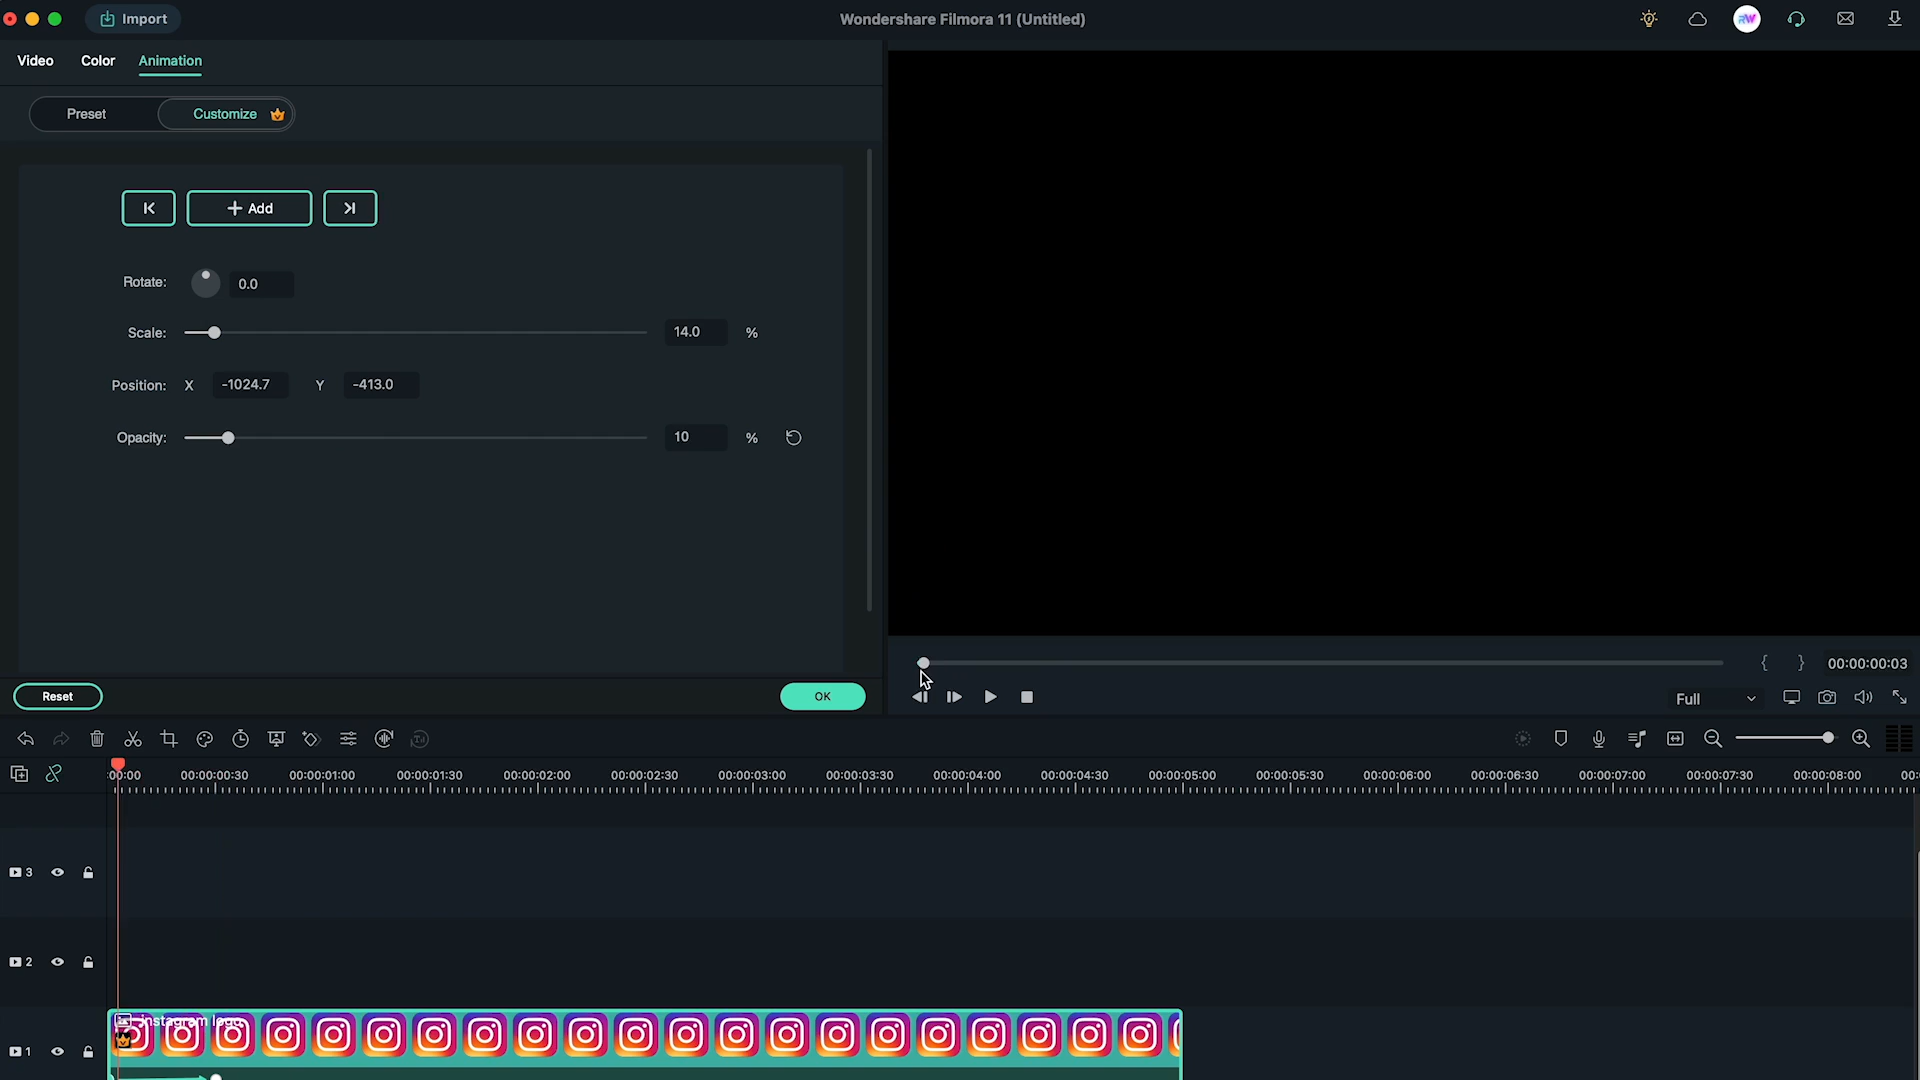 Import
Wondershare Filmora 11 (Untitled)
Video Color Animation
Preset Customize
+ Add
Rotate: 0.0
Scale: 14.0 %
Position: X -1024.7 Y -413.0
Opacity: 10 %
Reset OK
{ } 00:00:00:03
Full
00:00:00:30 00:00:01:00 00:00:01:30 00:00:02:00 00:00:02:30 00:00:03:00 00:00:03:30 00:00:04:00 00:00:04:30 00:00:05:00 00:00:05:30 00:00:06:00 00:00:06:30 00:00:07:00 00:00:07:30 00:00:08:00
3
2
instagram logo
1